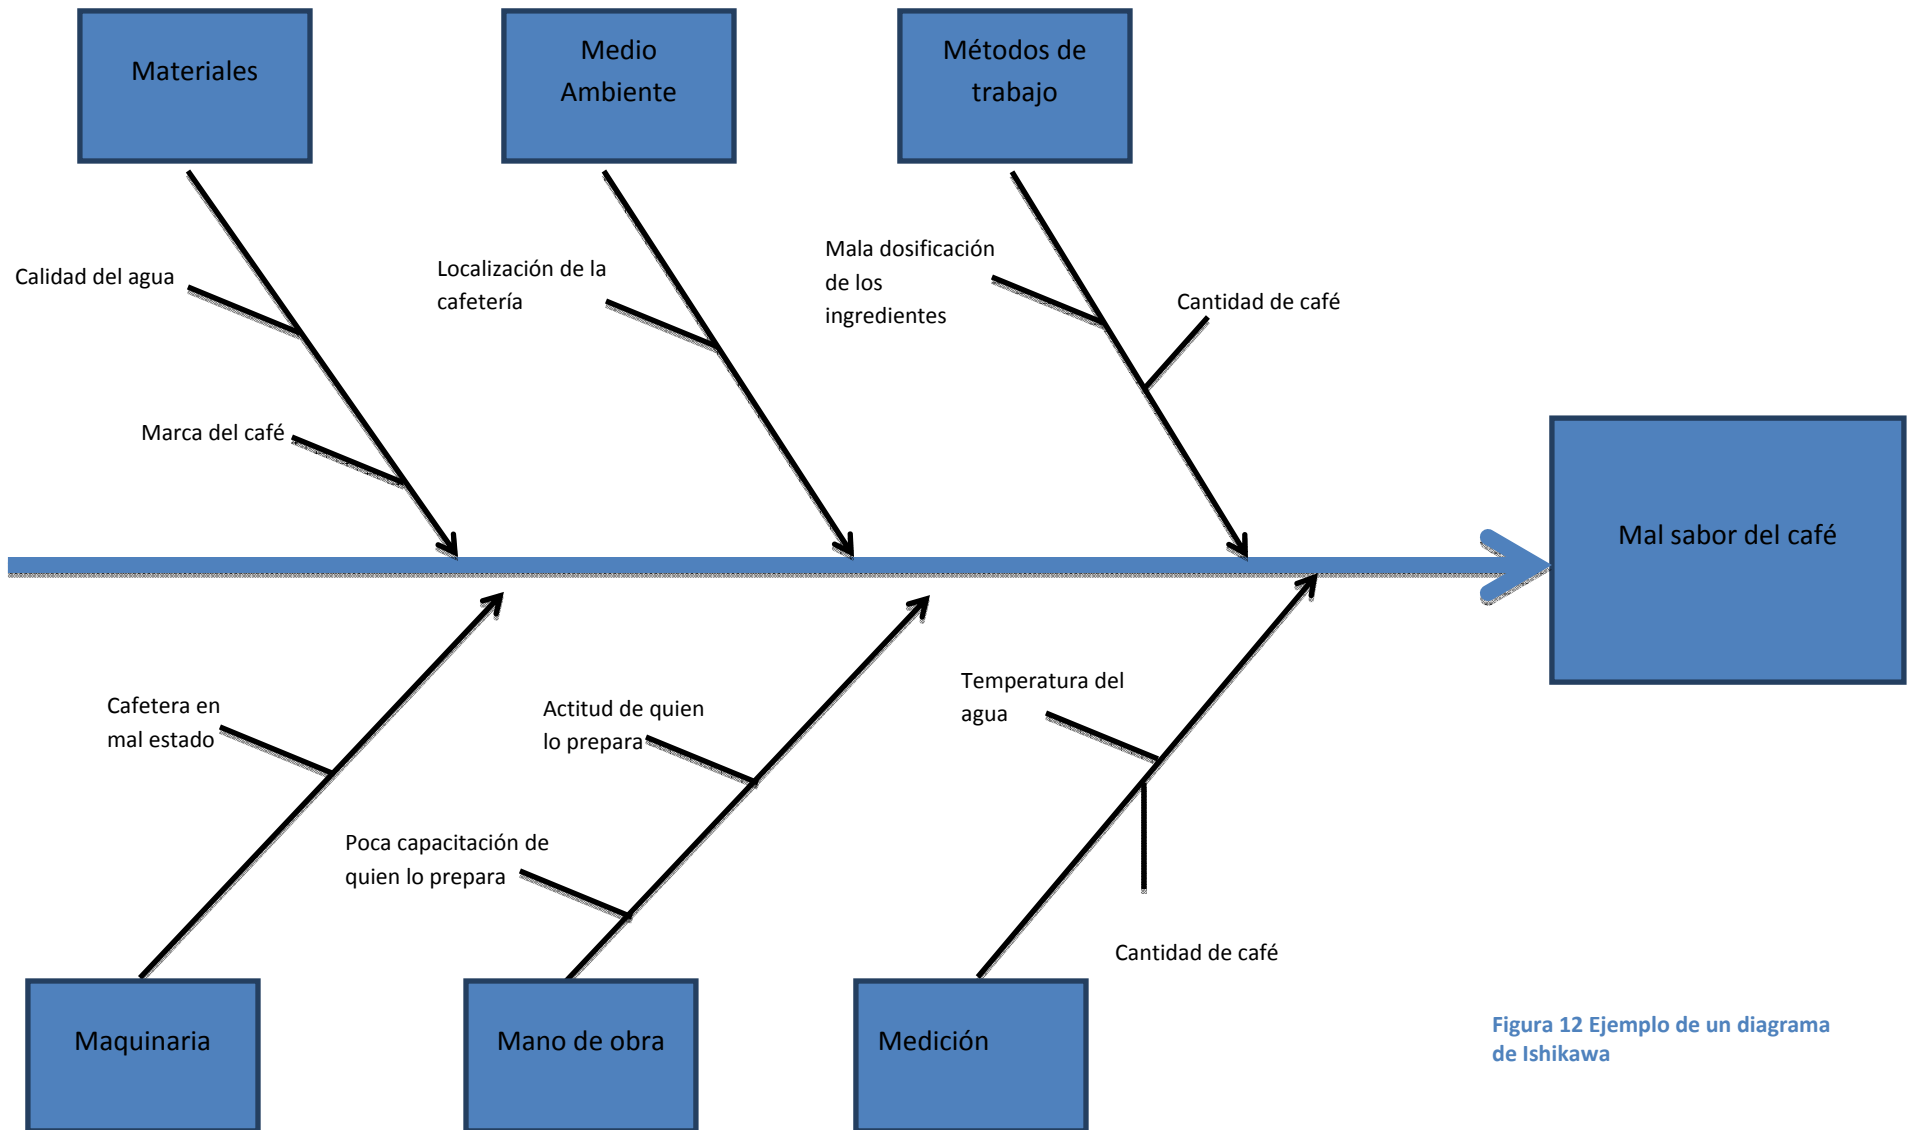 Materiales
Medio
Ambiente
Métodos de
trabajo
Calidad del agua
Localización de la
cafetería
Mala dosificación
de los
ingredientes
Cantidad de café
Marca del café
Mal sabor del café
Cafetera en
mal estado
Actitud de quien
lo prepara
Temperatura del
agua
Poca capacitación de
quien lo prepara
Cantidad de café
Maquinaria
Mano de obra
Medición
Figura 12 Ejemplo de un diagrama
de Ishikawa